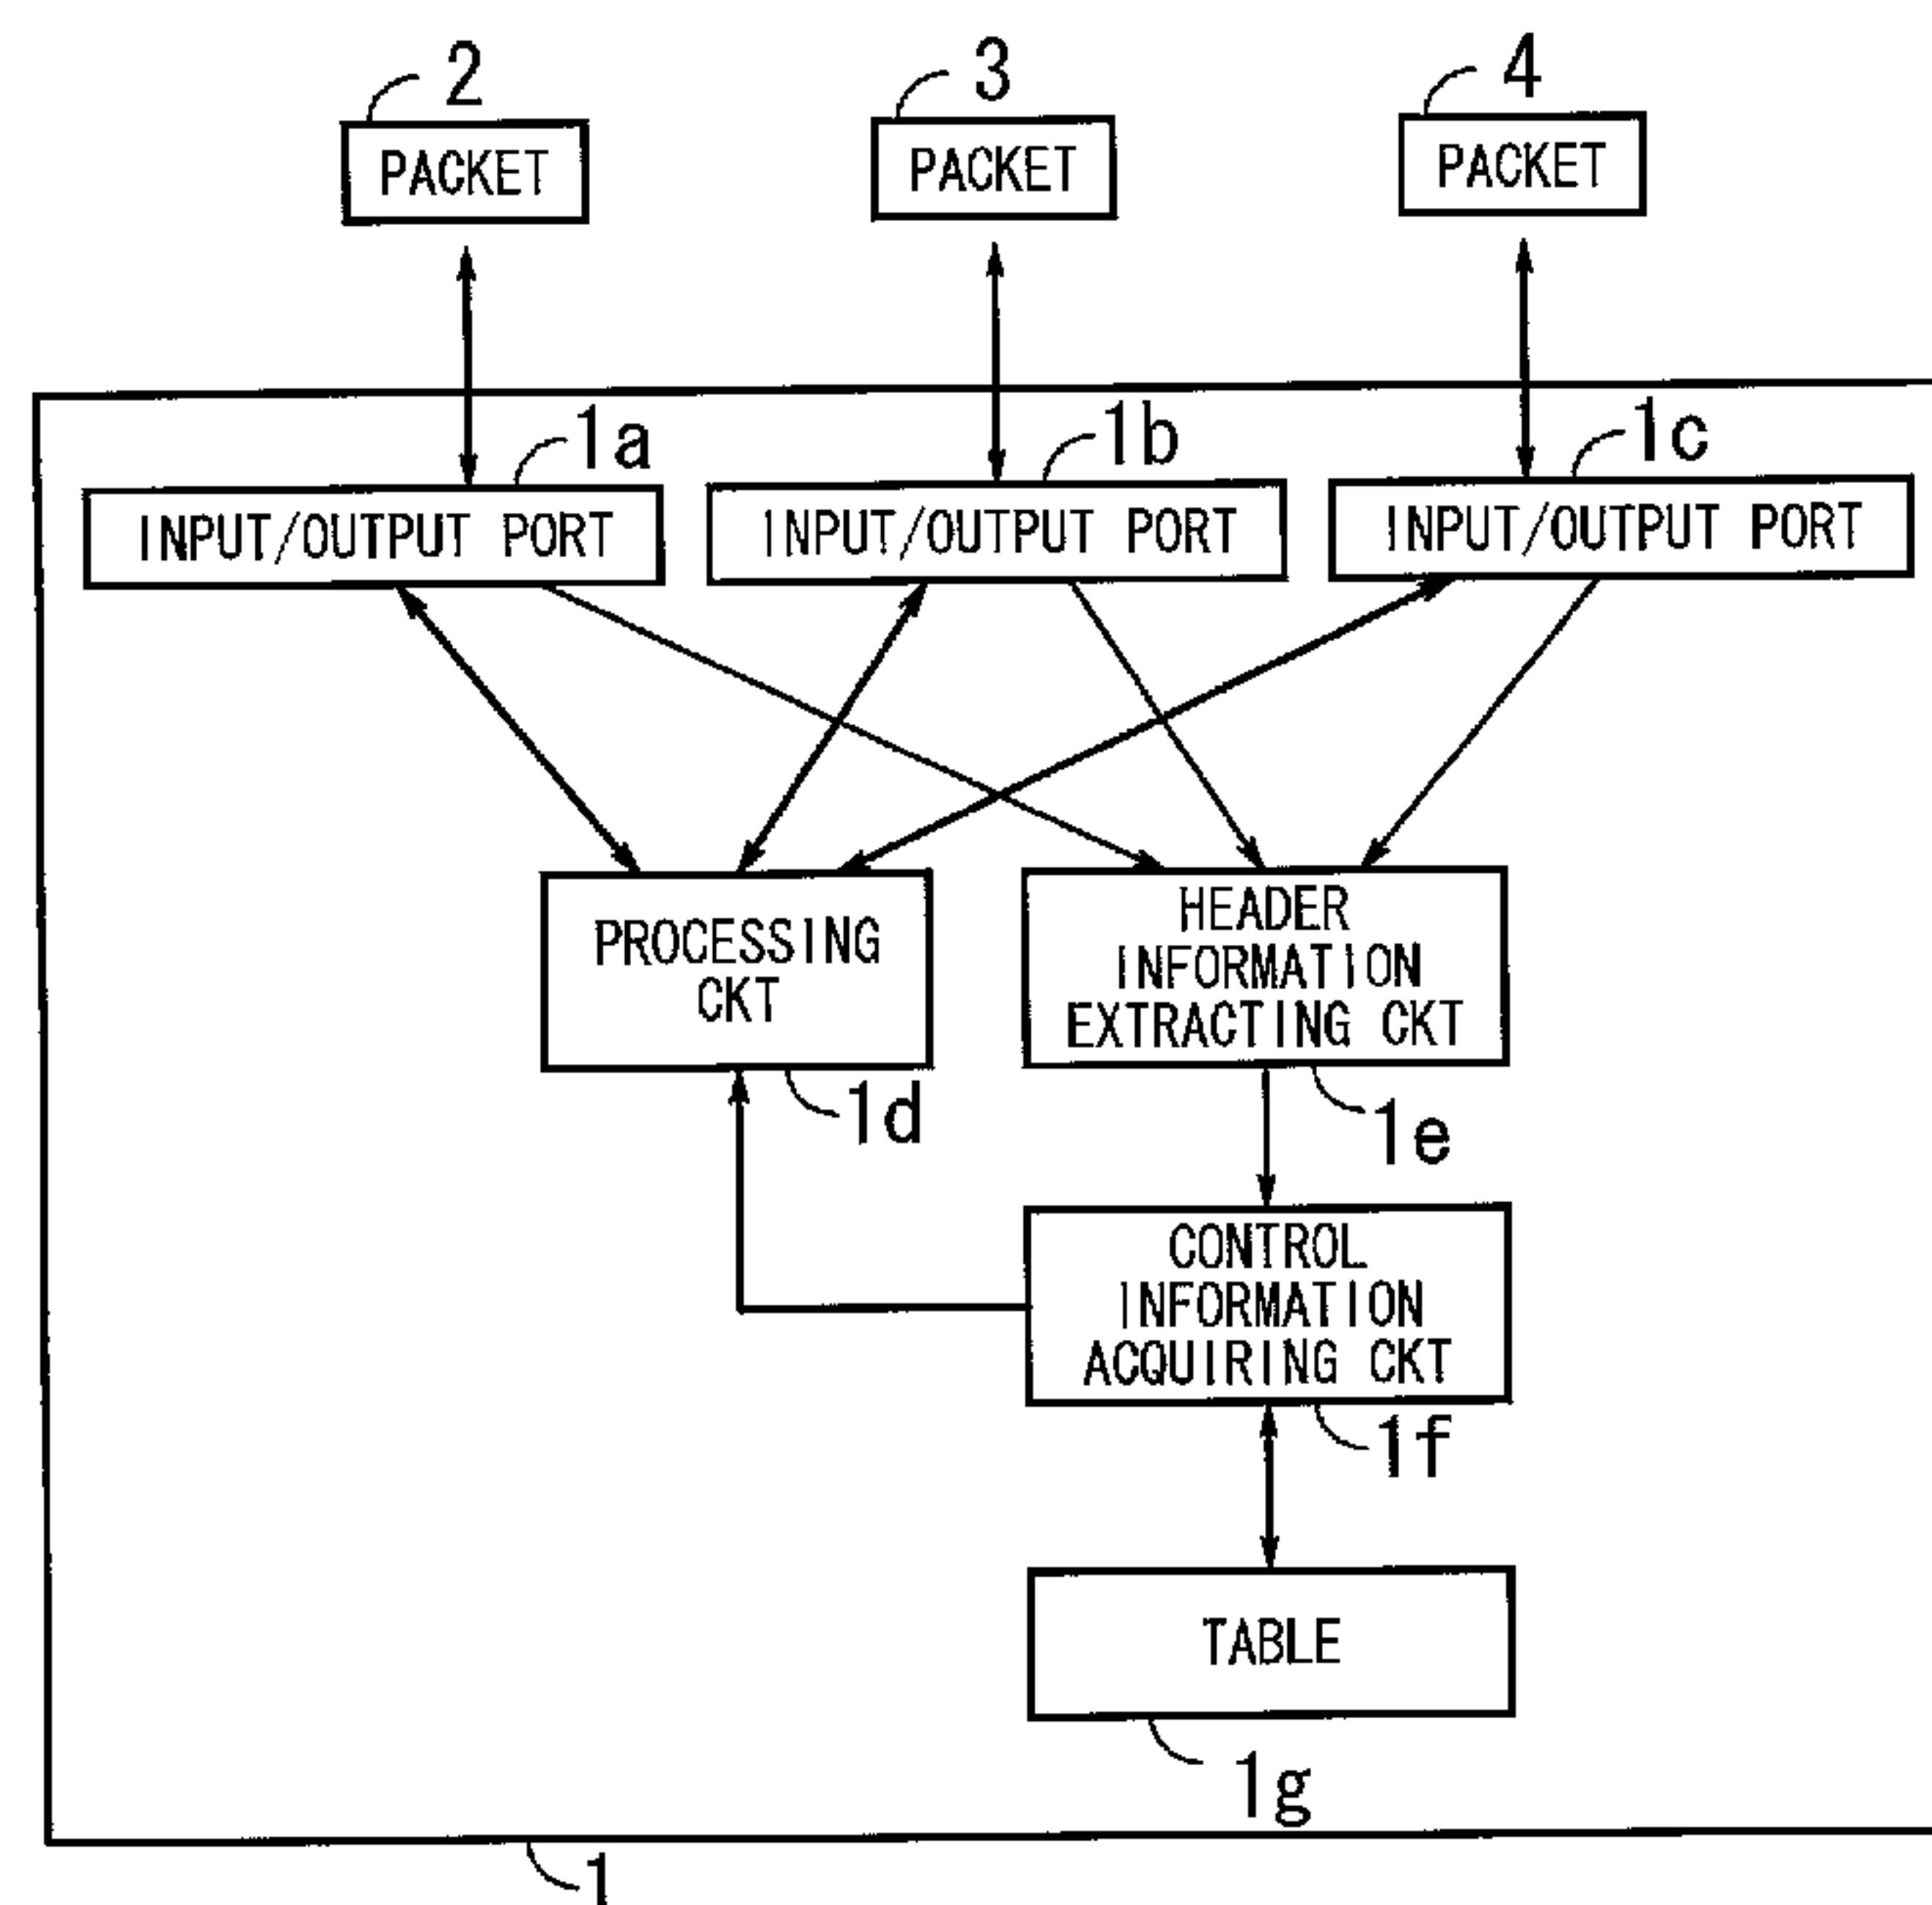 2
3
4
PACKET
PACKET
PACKET
1a
1b
1c
INPUT/OUTPUT PORT
INPUT/OUTPUT PORT
INPUT/OUTPUT PORT
PROCESSING
CKT
HEADER
INFORMATION
EXTRACTING CKT
1d
1e
CONTROL
INFORMATION
ACQUIRING CKT
1f
TABLE
1g
1